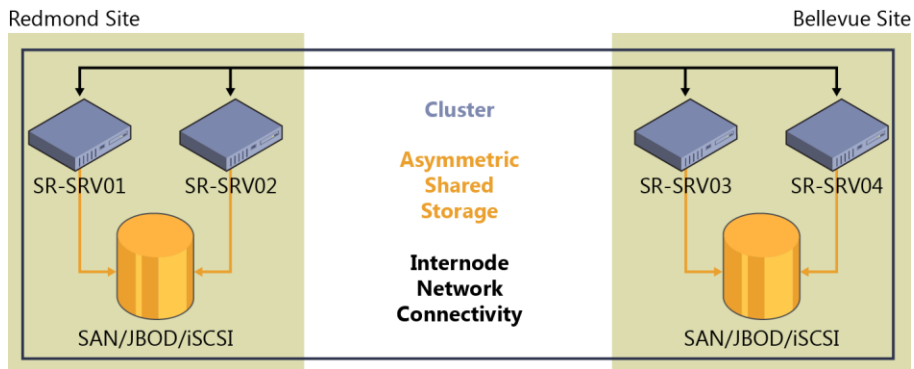 Redmond Site
Bellevue Site
SR-SRV01
SR-SRV02
Cluster
Asymmetric
Shared
Storage
Internode
Network
Connectivity
SR-SRV03
SR-SRV04
SAN/JBOD/iSCSI
SAN/JBOD/iSCSI